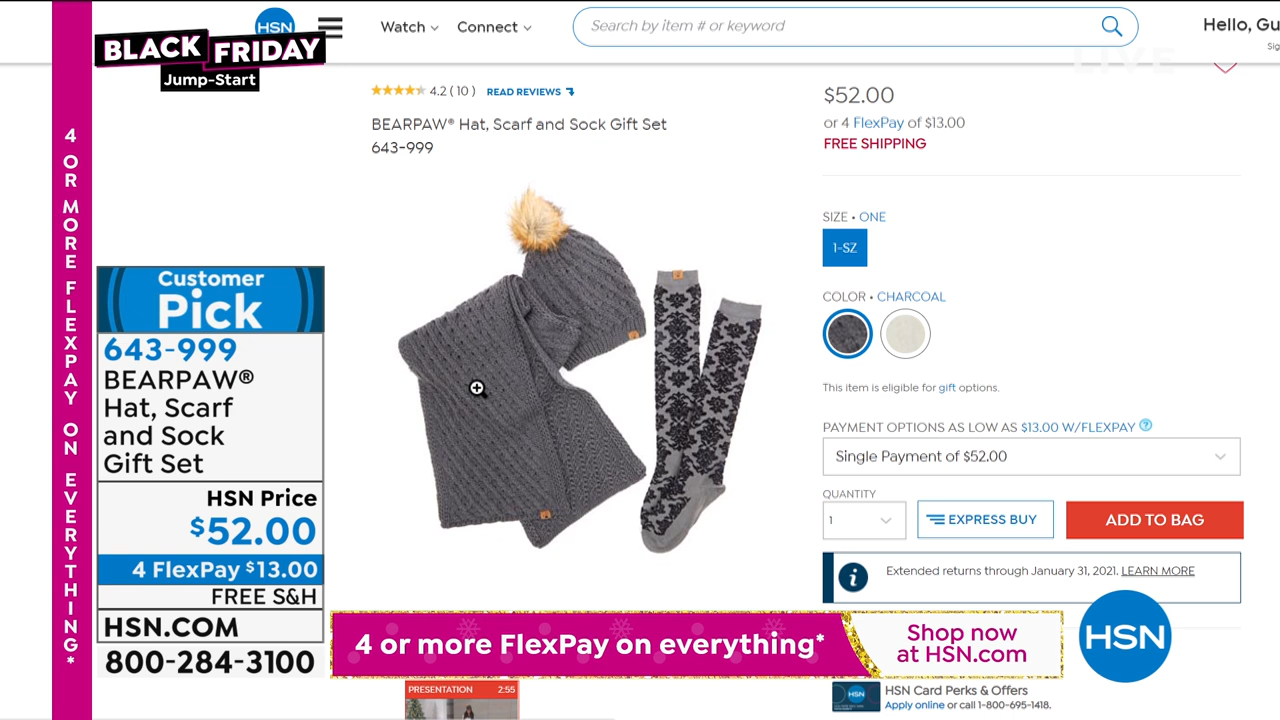 HSN
BLACK FRIDAY
Jump-Start
Watch
Connect
Search by item # or keyword
Hello, Gu
LIVE
4 OR MORE FLEXPAY ON EVERYTHING*
4.2 ( 10 )
READ REVIEWS
BEARPAW® Hat, Scarf and Sock Gift Set
643-999
$52.00
or 4 FlexPay of $13.00
FREE SHIPPING
SIZE • ONE
1-SZ
COLOR • CHARCOAL
This item is eligible for gift options.
PAYMENT OPTIONS AS LOW AS $13.00 W/FLEXPAY ?
Single Payment of $52.00
QUANTITY
1
EXPRESS BUY
ADD TO BAG
i
Extended returns through January 31, 2021. LEARN MORE
Customer
Pick
643-999
BEARPAW®
Hat, Scarf
and Sock
Gift Set
HSN Price
$52.00
4 FlexPay $13.00
FREE S&H
HSN.COM
800-284-3100
4 or more FlexPay on everything*
Shop now
at HSN.com
HSN
PRESENTATION 2:55
HSN
HSN Card Perks & Offers
Apply online or call 1-800-695-1418.